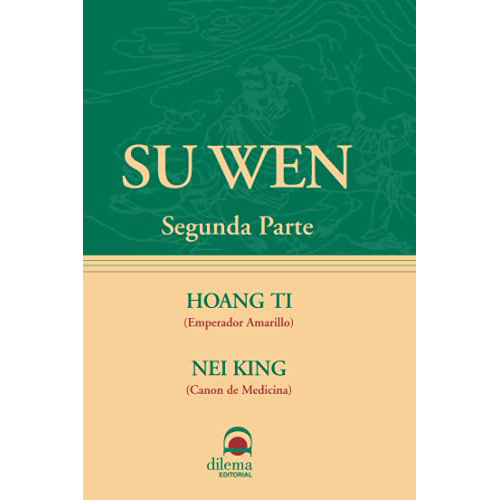 SU WEN
Segunda Parte
HOANG TI
(Emperador Amarillo)
NEI KING
(Canon de Medicina)
dilema
EDITORIAL